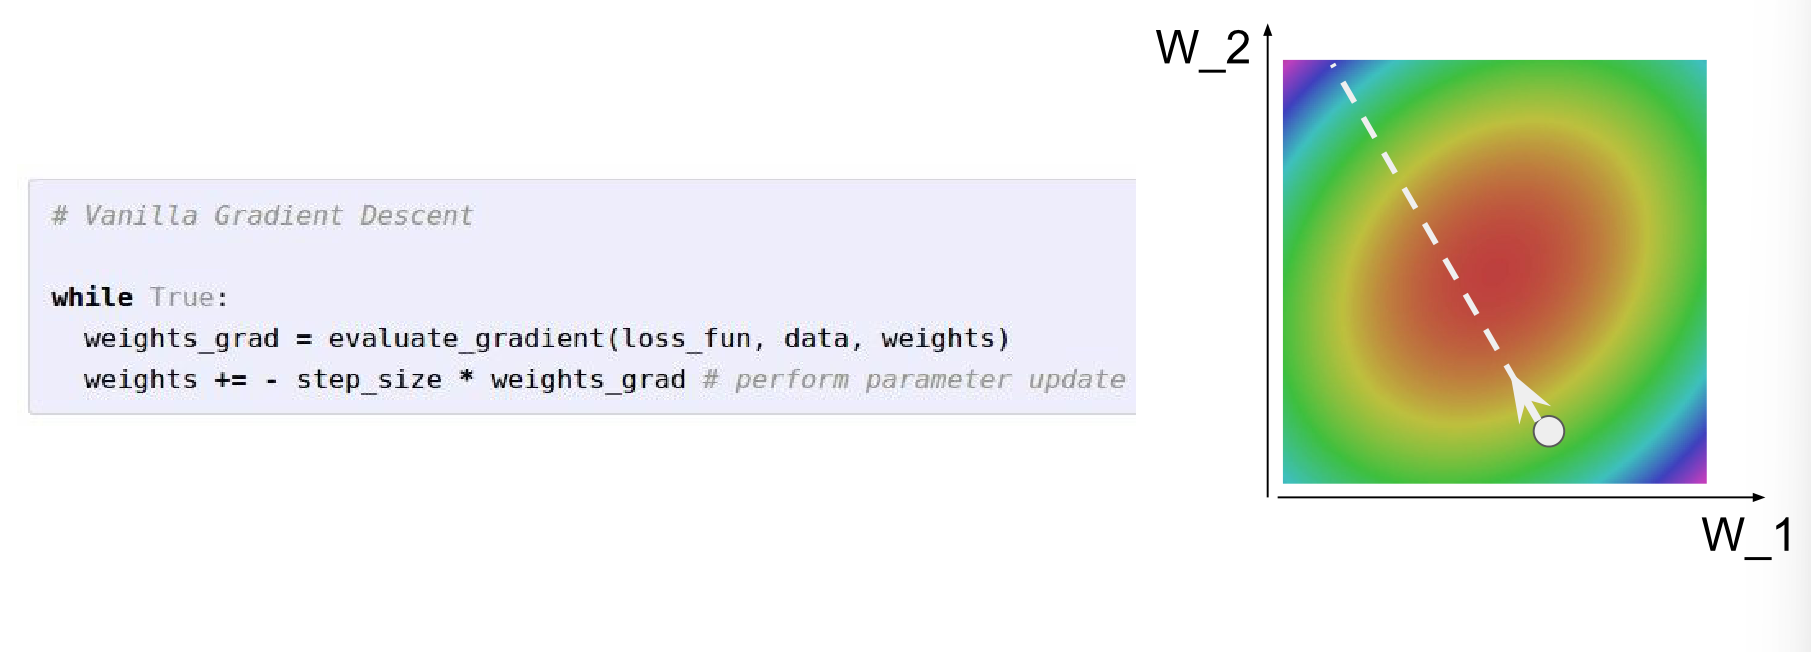 # Vanilla Gradient Descent
while True:
weights_grad = evaluate_gradient(loss_fun, data, weights)
weights += - step_size * weights_grad # perform parameter update
W_2
W_1